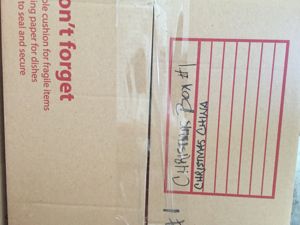 on't forget
ble cushion for fragile items
ing paper for dishes
to seal and secure
CHRISTMAS Box #1
CHRISTMAS CHINA
#1